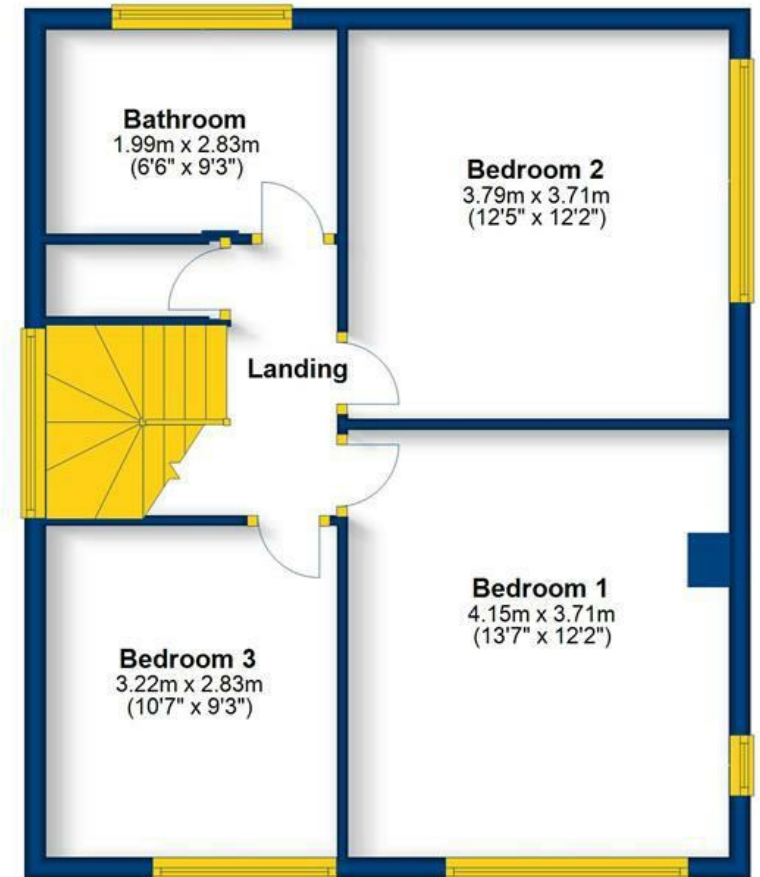 Bathroom
1.99m x 2.83m
(6'6" x 9'3")
Bedroom 2
3.79m x 3.71m
(12'5" x 12'2")
Landing
Bedroom 1
4.15m x 3.71m
(13'7" x 12'2")
Bedroom 3
3.22m x 2.83m
(10'7" x 9'3")